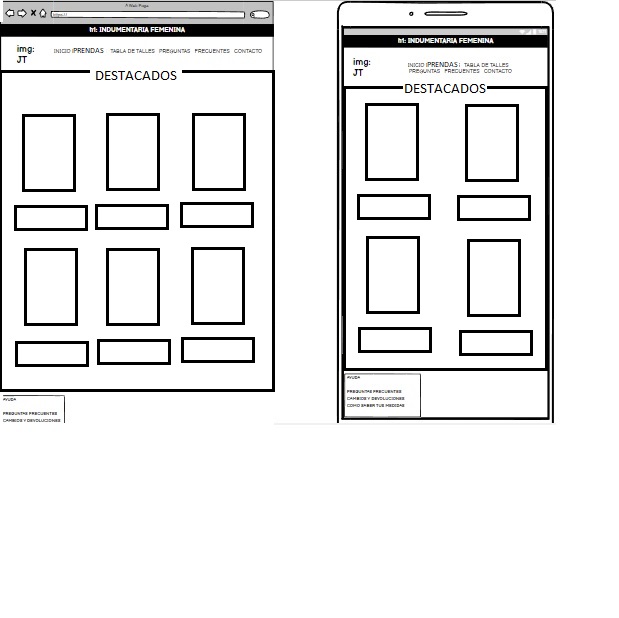 A Web Page
https://
h1: INDUMENTARIA FEMENINA
img:
JT
INICIO PRENDAS TABLA DE TALLES PREGUNTAS FRECUENTES CONTACTO
DESTACADOS
AYUDA
PREGUNTAS FRECUENTES
CAMBIOS Y DEVOLUCIONES
h1: INDUMENTARIA FEMENINA
img:
JT
INICIO PRENDAS TABLA DE TALLES
PREGUNTAS FRECUENTES CONTACTO
DESTACADOS
AYUDA
PREGUNTAS FRECUENTES
CAMBIOS Y DEVOLUCIONES
COMO SABER TUS MEDIDAS